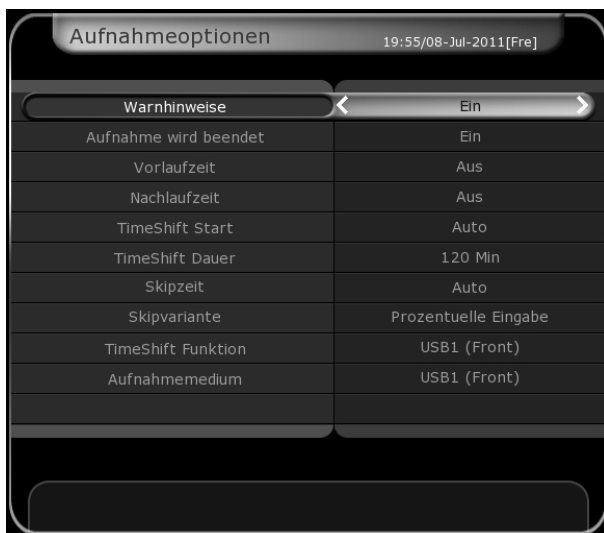 Aufnahmeoptionen 19:55/08-Jul-2011[Fre]
Warnhinweise Ein
Aufnahme wird beendet Ein
Vorlaufzeit Aus
Nachlaufzeit Aus
TimeShift Start Auto
TimeShift Dauer 120 Min
Skipzeit Auto
Skipvariante Prozentuelle Eingabe
TimeShift Funktion USB1 (Front)
Aufnahmemedium USB1 (Front)